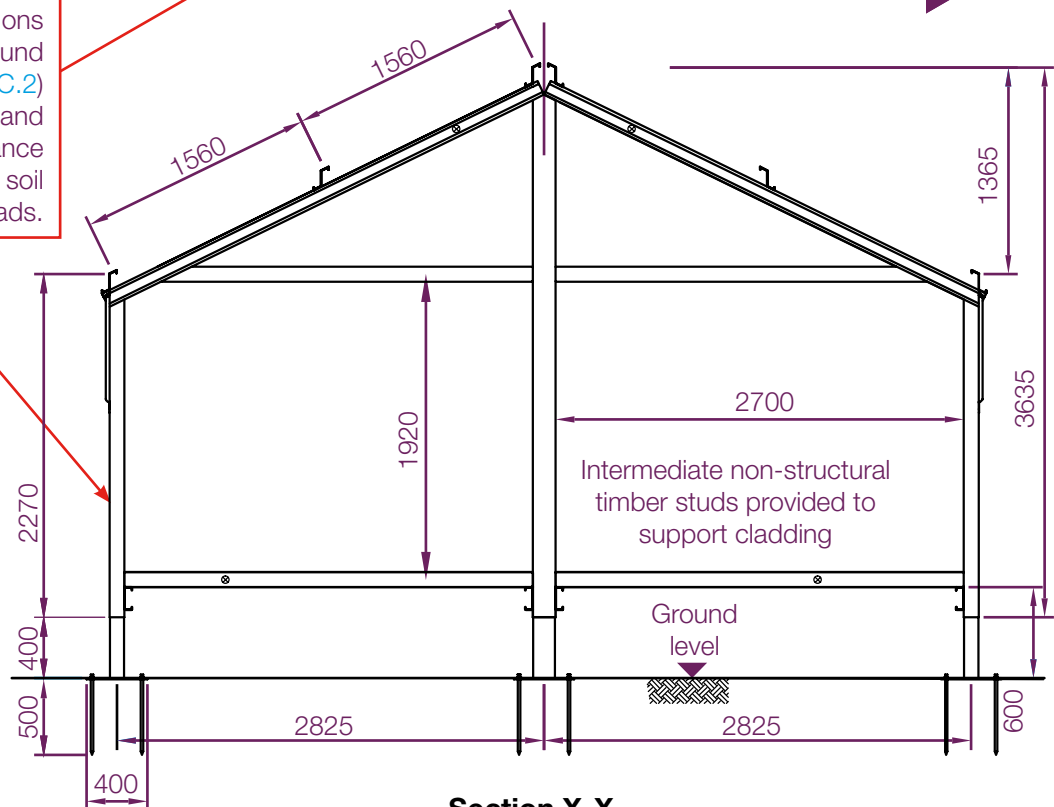 ons
und
C.2)
and
ance
soil
ads.
1560
1560
1365
3635
2270
1920
2700
Intermediate non-structural
timber studs provided to
support cladding
Ground
level
400
500
600
2825
2825
400
Section X-X